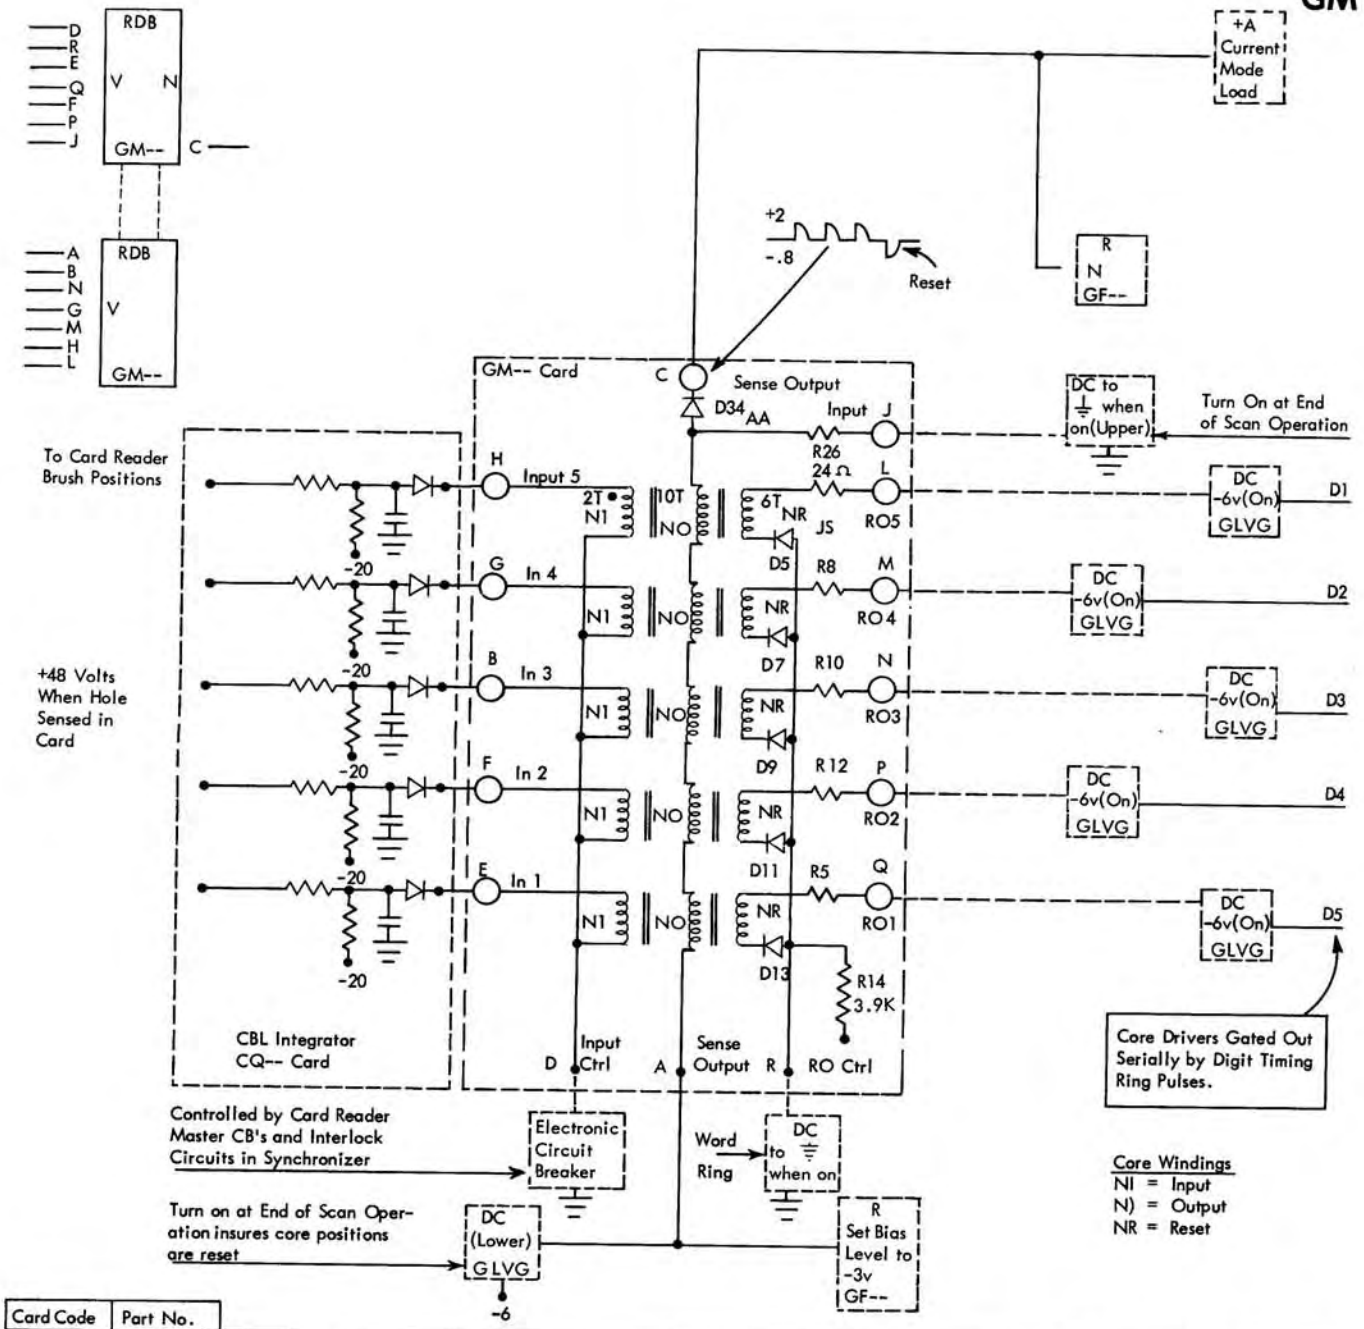 GM
D
R
E
Q
F
P
J
RDB
V N
GM--
C
A
B
N
G
M
H
L
RDB
V
GM--
+A
Current
Mode
Load
+2
-.8
Reset
R
N
GF--
GM-- Card
C
Sense Output
D34
AA
Input J
R26
24 Ω
DC to
when
on(Upper)
Turn On at End
of Scan Operation
To Card Reader
Brush Positions
H
Input 5
2T
N1
10T
NO
6T
NR
JS
D5
L
RO5
DC
-6v(On)
GLVG
D1
-20
G
In 4
N1
NO
NR
D7
R8
M
RO4
DC
-6v(On)
GLVG
D2
+48 Volts
When Hole
Sensed in
Card
-20
B
In 3
N1
NO
NR
D9
R10
N
RO3
DC
-6v(On)
GLVG
D3
-20
F
In 2
N1
NO
NR
D11
R12
P
RO2
DC
-6v(On)
GLVG
D4
-20
E
In 1
N1
NO
NR
D13
R5
Q
RO1
DC
-6v(On)
GLVG
D5
-20
R14
3.9K
CBL Integrator
CQ-- Card
D
Input
Ctrl
A
Sense
Output
R
RO Ctrl
Core Drivers Gated Out
Serially by Digit Timing
Ring Pulses.
Controlled by Card Reader
Master CB's and Interlock
Circuits in Synchronizer
Electronic
Circuit
Breaker
Word
Ring
DC
to
when on
Core Windings
NI = Input
N) = Output
NR = Reset
Turn on at End of Scan Oper-
ation insures core positions
are reset
DC
(Lower)
GLVG
-6
R
Set Bias
Level to
-3v
GF--
Card Code Part No.